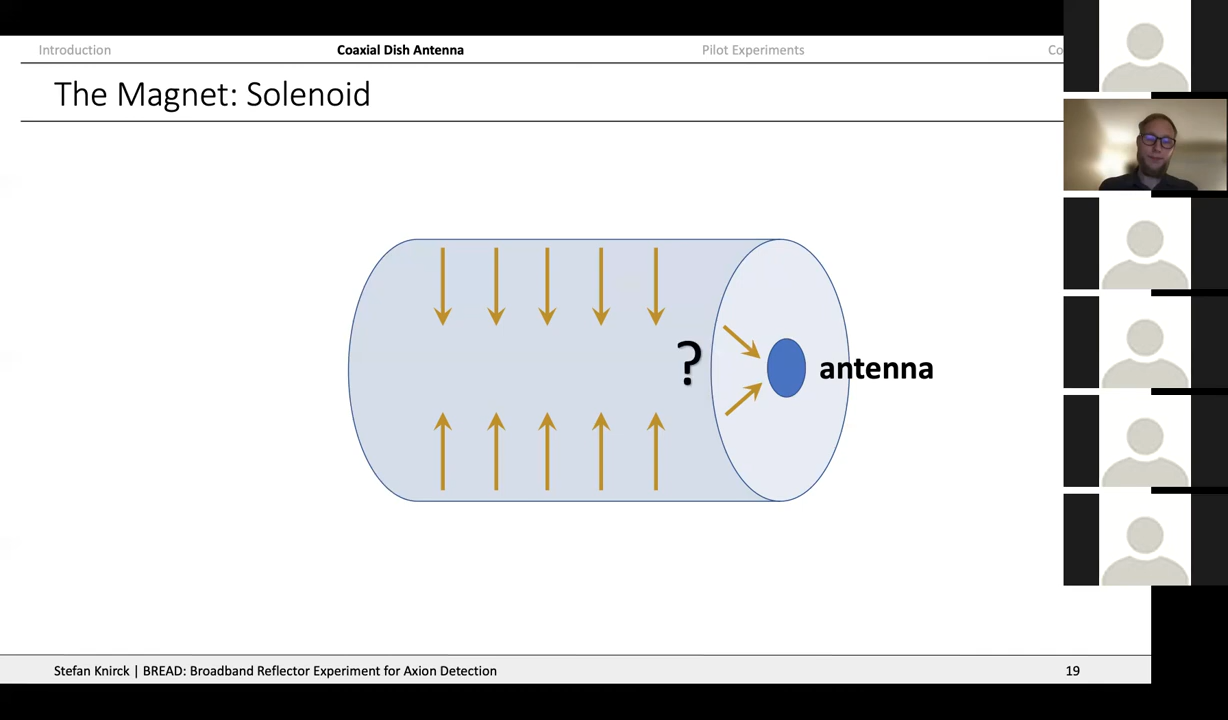 Introduction
Coaxial Dish Antenna
Pilot Experiments
Co
The Magnet: Solenoid
?
antenna
Stefan Knirck | BREAD: Broadband Reflector Experiment for Axion Detection
19